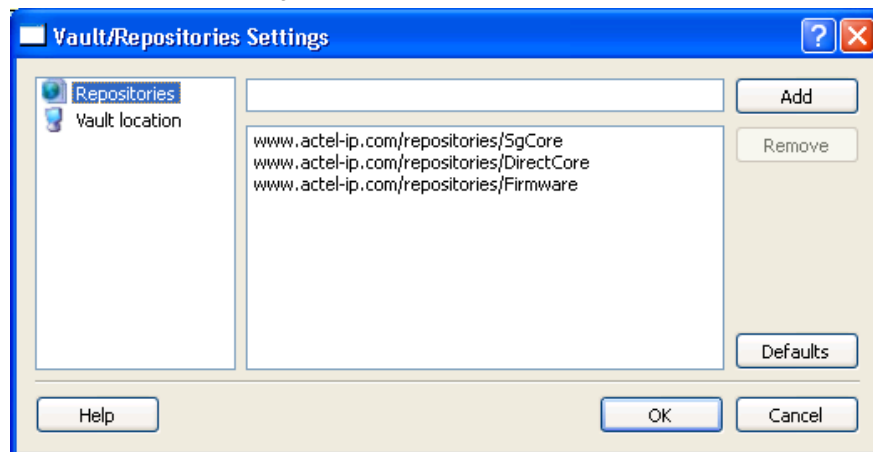 Vault/Repositories Settings
Repositories
Vault location
Add
www.actel-ip.com/repositories/SgCore
www.actel-ip.com/repositories/DirectCore
www.actel-ip.com/repositories/Firmware
Remove
Defaults
Help
OK
Cancel